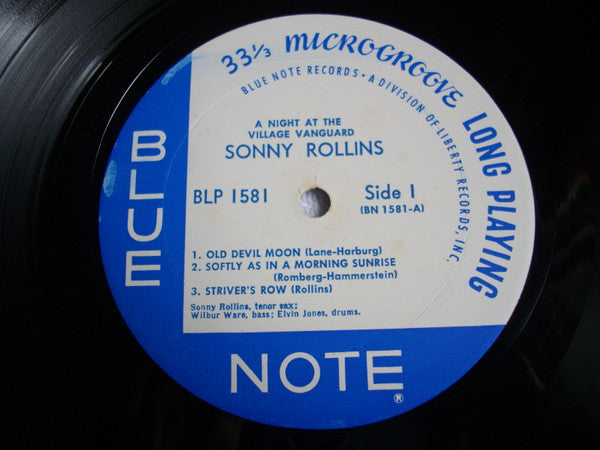 33⅓ MICROGROOVE LONG PLAYING
BLUE NOTE RECORDS • A DIVISION OF LIBERTY RECORDS, INC.
A NIGHT AT THE
VILLAGE VANGUARD
SONNY ROLLINS
BLP 1581
Side 1
(BN 1581-A)
1. OLD DEVIL MOON (Lane-Harburg)
2. SOFTLY AS IN A MORNING SUNRISE
(Romberg-Hammerstein)
3. STRIVER'S ROW (Rollins)
Sonny Rollins, tenor sax;
Wilbur Ware, bass; Elvin Jones, drums.
BLUE
NOTE
®